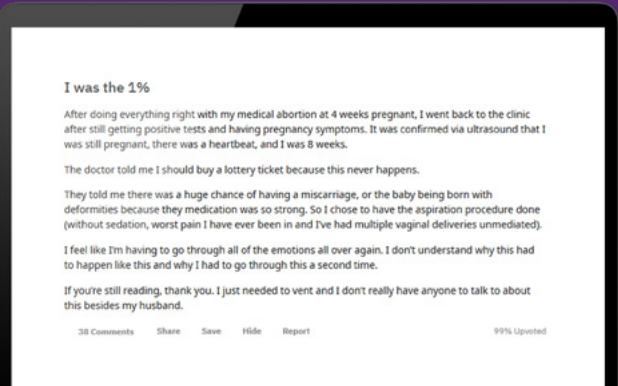 I was the 1%
After doing everything right with my medical abortion at 4 weeks pregnant, I went back to the clinic
after still getting positive tests and having pregnancy symptoms. It was confirmed via ultrasound that I
was still pregnant, there was a heartbeat, and I was 8 weeks.
The doctor told me I should buy a lottery ticket because this never happens.
They told me there was a huge chance of having a miscarriage, or the baby being born with
deformities because they medication was so strong. So I chose to have the aspiration procedure done
(without sedation, worst pain I have ever been in and I've had multiple vaginal deliveries unmediated).
I feel like I'm having to go through all of the emotions all over again. I don't understand why this had
to happen like this and why I had to go through this a second time.
If you're still reading, thank you. I just needed to vent and I don't really have anyone to talk to about
this besides my husband.
38 Comments Share Save Hide Report 99% Upvoted